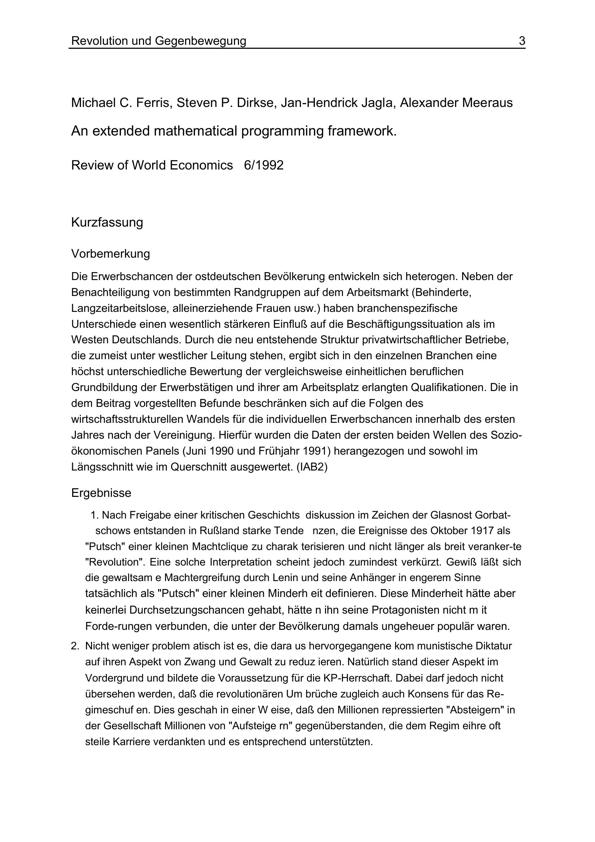 Revolution und Gegenbewegung 3
Michael C. Ferris, Steven P. Dirkse, Jan-Hendrick Jagla, Alexander Meeraus
An extended mathematical programming framework.
Review of World Economics 6/1992
Kurzfassung
Vorbemerkung
Die Erwerbschancen der ostdeutschen Bevölkerung entwickeln sich heterogen. Neben der
Benachteiligung von bestimmten Randgruppen auf dem Arbeitsmarkt (Behinderte,
Langzeitarbeitslose, alleinerziehende Frauen usw.) haben branchenspezifische
Unterschiede einen wesentlich stärkeren Einfluß auf die Beschäftigungssituation als im
Westen Deutschlands. Durch die neu entstehende Struktur privatwirtschaftlicher Betriebe,
die zumeist unter westlicher Leitung stehen, ergibt sich in den einzelnen Branchen eine
höchst unterschiedliche Bewertung der vergleichsweise einheitlichen beruflichen
Grundbildung der Erwerbstätigen und ihrer am Arbeitsplatz erlangten Qualifikationen. Die in
dem Beitrag vorgestellten Befunde beschränken sich auf die Folgen des
wirtschaftsstrukturellen Wandels für die individuellen Erwerbschancen innerhalb des ersten
Jahres nach der Vereinigung. Hierfür wurden die Daten der ersten beiden Wellen des Sozio-
ökonomischen Panels (Juni 1990 und Frühjahr 1991) herangezogen und sowohl im
Längsschnitt wie im Querschnitt ausgewertet. (IAB2)
Ergebnisse
1. Nach Freigabe einer kritischen Geschichts diskussion im Zeichen der Glasnost Gorbat-
schows entstanden in Rußland starke Tende nzen, die Ereignisse des Oktober 1917 als
"Putsch" einer kleinen Machtclique zu charak terisieren und nicht länger als breit veranker-te
"Revolution". Eine solche Interpretation scheint jedoch zumindest verkürzt. Gewiß läßt sich
die gewaltsam e Machtergreifung durch Lenin und seine Anhänger in engerem Sinne
tatsächlich als "Putsch" einer kleinen Minderh eit definieren. Diese Minderheit hätte aber
keinerlei Durchsetzungschancen gehabt, hätte n ihn seine Protagonisten nicht m it
Forde-rungen verbunden, die unter der Bevölkerung damals ungeheuer populär waren.
2. Nicht weniger problem atisch ist es, die dara us hervorgegangene kom munistische Diktatur
auf ihren Aspekt von Zwang und Gewalt zu reduz ieren. Natürlich stand dieser Aspekt im
Vordergrund und bildete die Voraussetzung für die KP-Herrschaft. Dabei darf jedoch nicht
übersehen werden, daß die revolutionären Um brüche zugleich auch Konsens für das Re-
gimeschuf en. Dies geschah in einer W eise, daß den Millionen repressierten "Absteigern" in
der Gesellschaft Millionen von "Aufsteige rn" gegenüberstanden, die dem Regim eihre oft
steile Karriere verdankten und es entsprechend unterstützten.